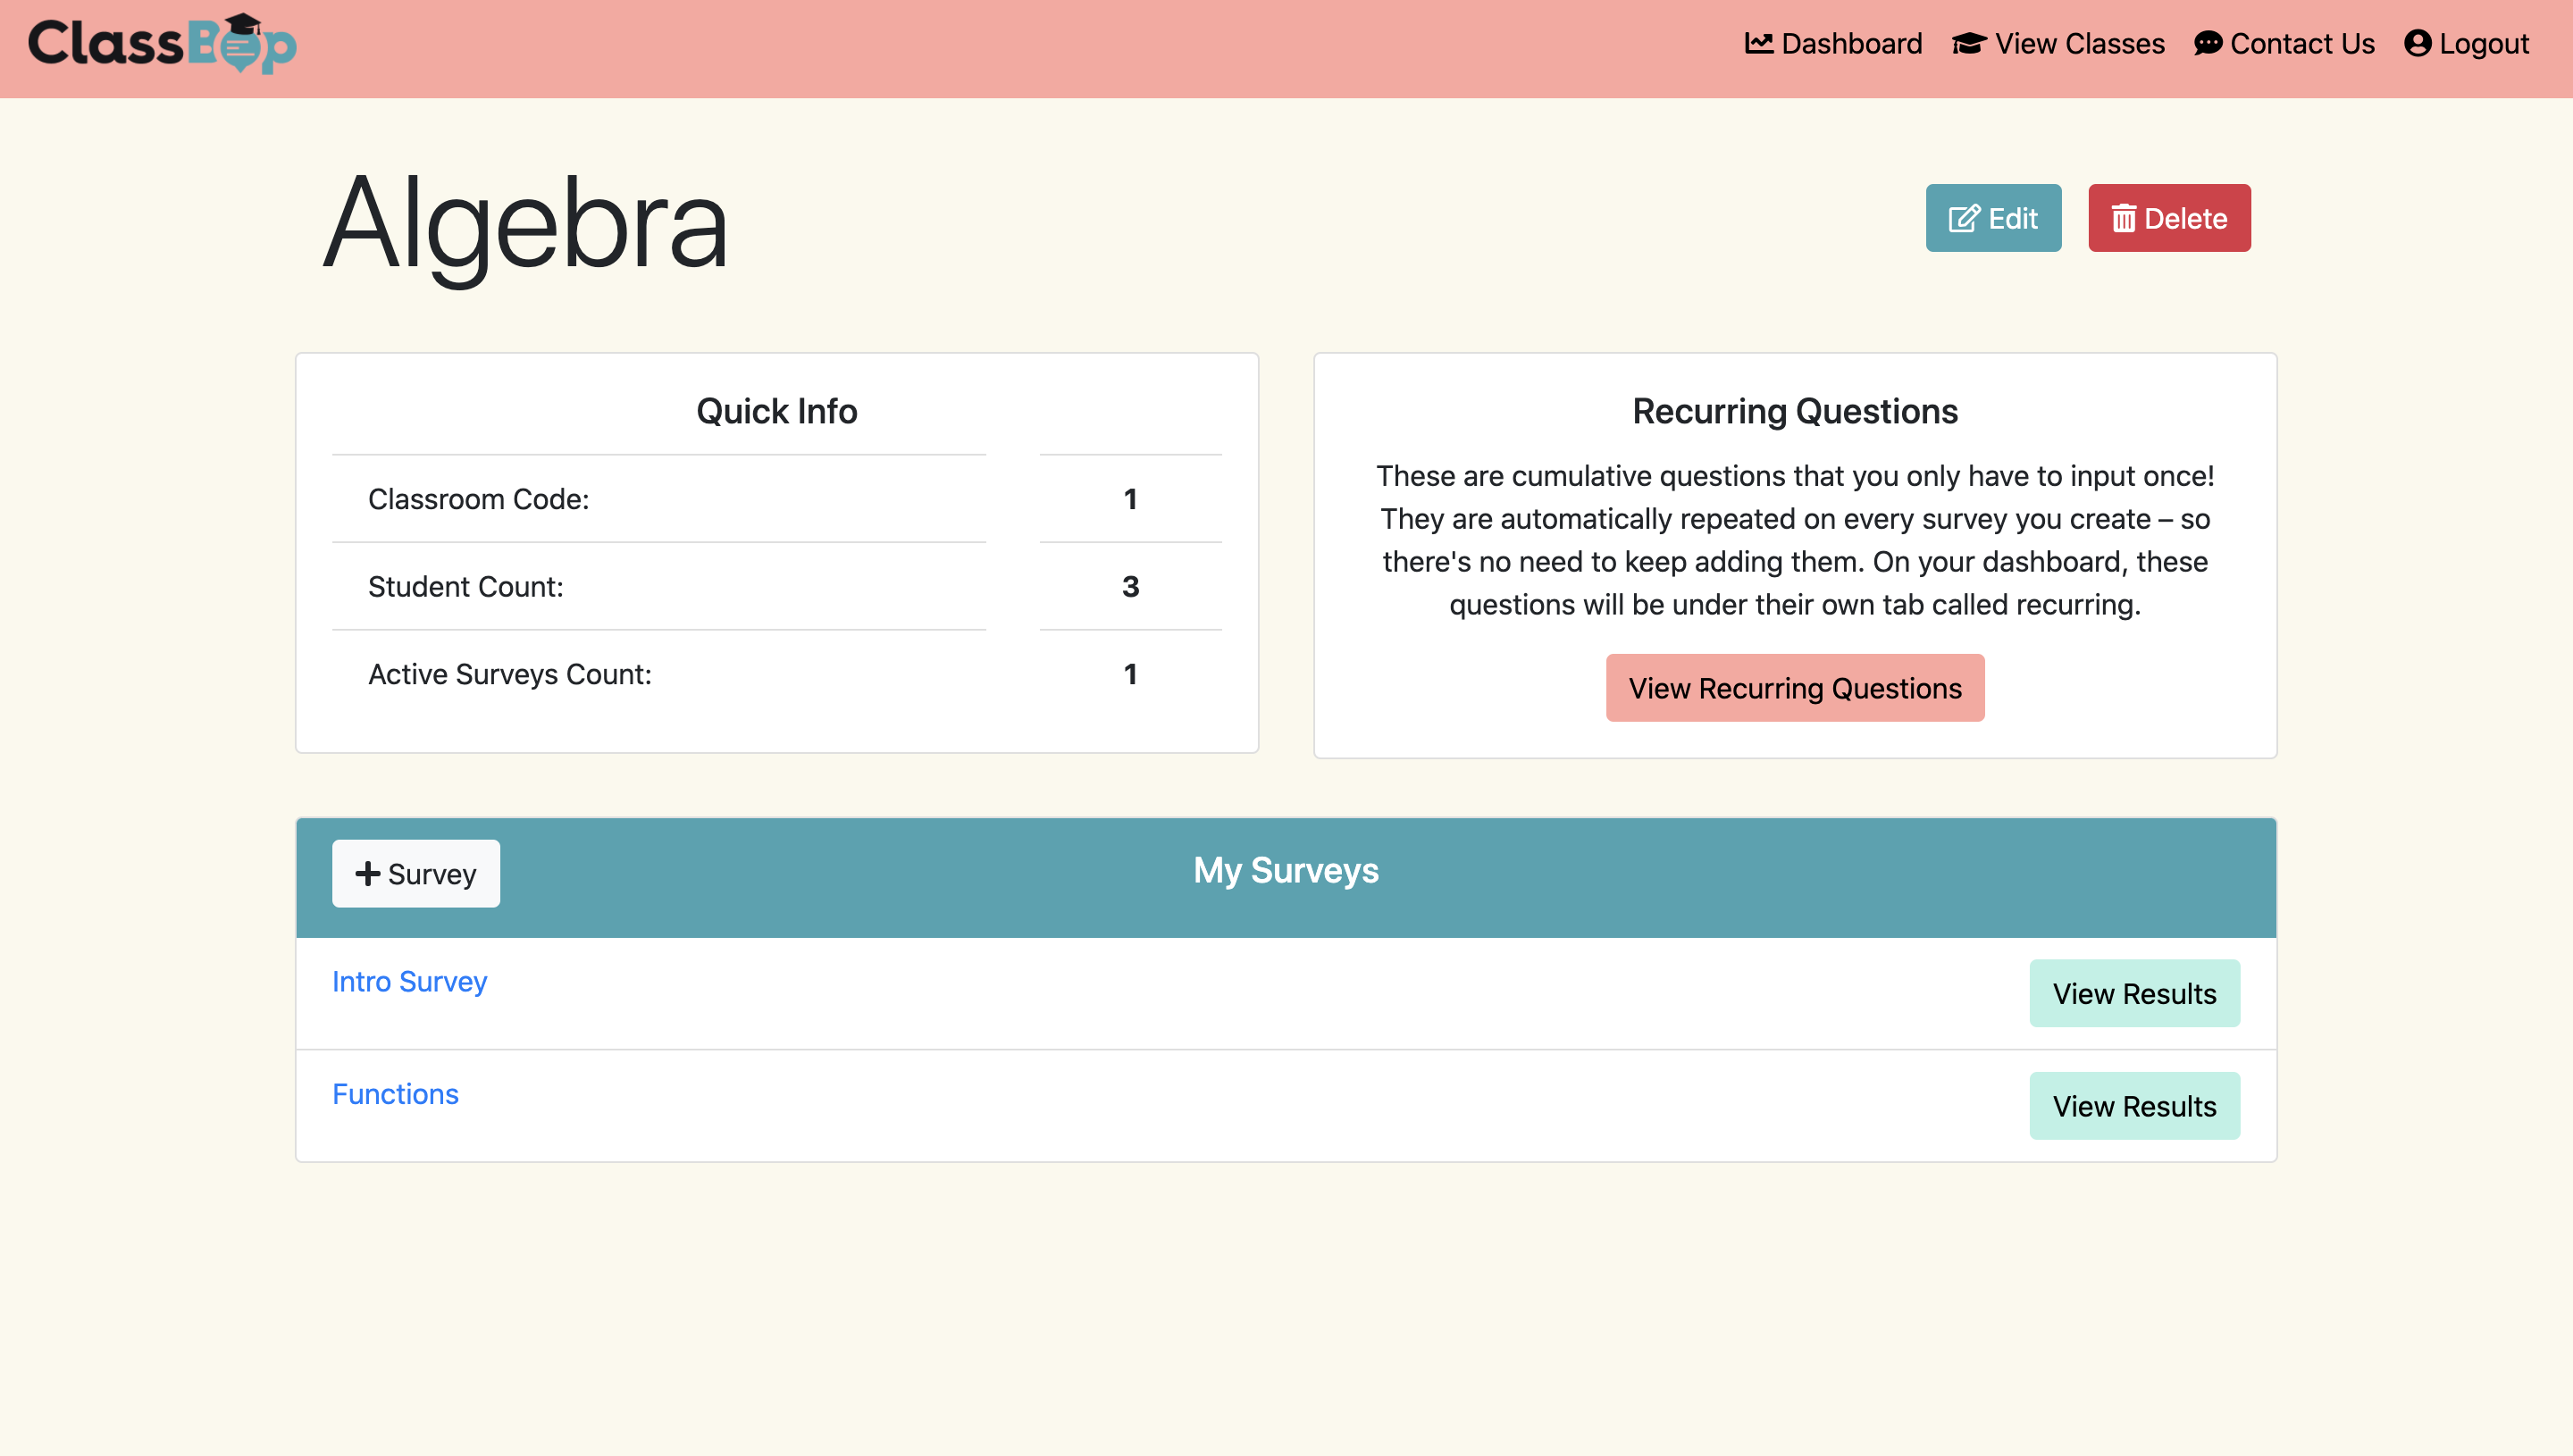 ClassBop
Dashboard View Classes Contact Us Logout
Algebra
Edit Delete
Quick Info
Classroom Code: 1
Student Count: 3
Active Surveys Count: 1
Recurring Questions
These are cumulative questions that you only have to input once!
They are automatically repeated on every survey you create – so
there's no need to keep adding them. On your dashboard, these
questions will be under their own tab called recurring.
View Recurring Questions
+ Survey
My Surveys
Intro Survey View Results
Functions View Results